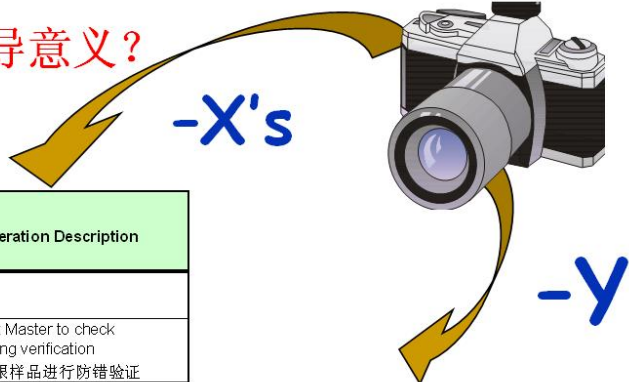 导意义？
-X's
-Y
eration Description
Master to check
ng verification
限样品进行防错验证